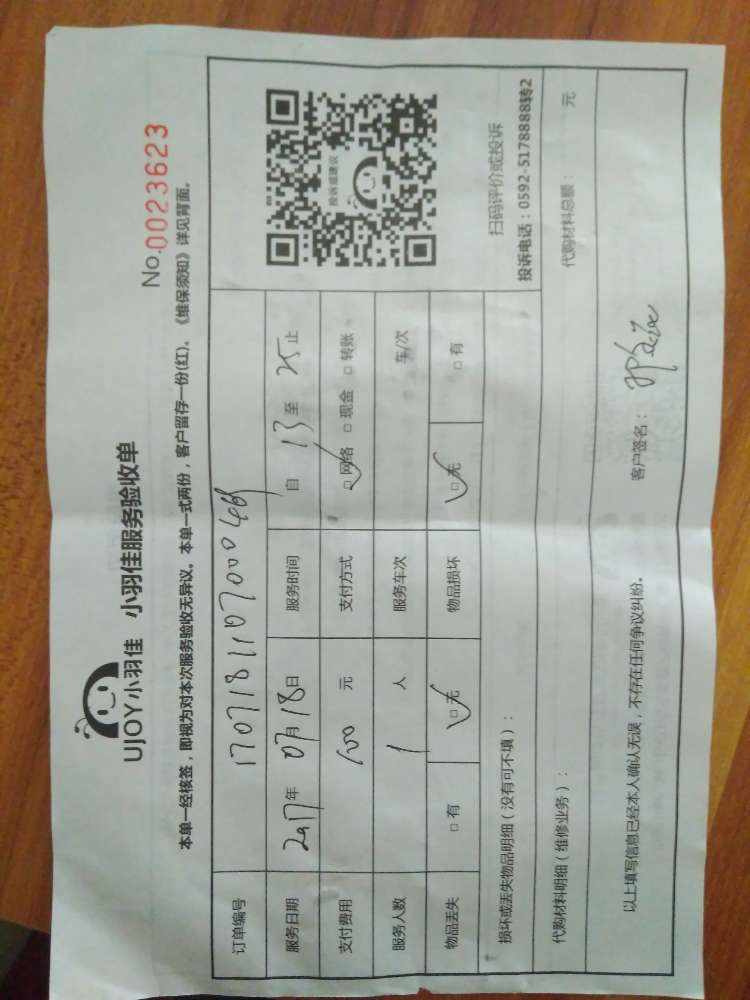 UJOY小羽佳 小羽佳服务验收单
No.0023623
本单一经核签，即视为对本次服务验收无异议。本单一式两份，客户留存一份(红)。《维保须知》详见背面。
订单编号
服务日期 2017年 07月 18日 服务时间 自 13 至 25 止
支付费用 100 元 支付方式 网络 现金 转账
服务人数 1 人 服务车次 车/次
物品丢失 有 无 物品损坏 无 有
投诉或建议
扫码评价或投诉
投诉电话：0592-5178888转2
损坏或丢失物品明细（没有可不填）：
代购材料明细（维修业务）： 代购材料总额： 元
以上填写信息已经本人确认无误，不存在任何争议纠纷。 客户签名：